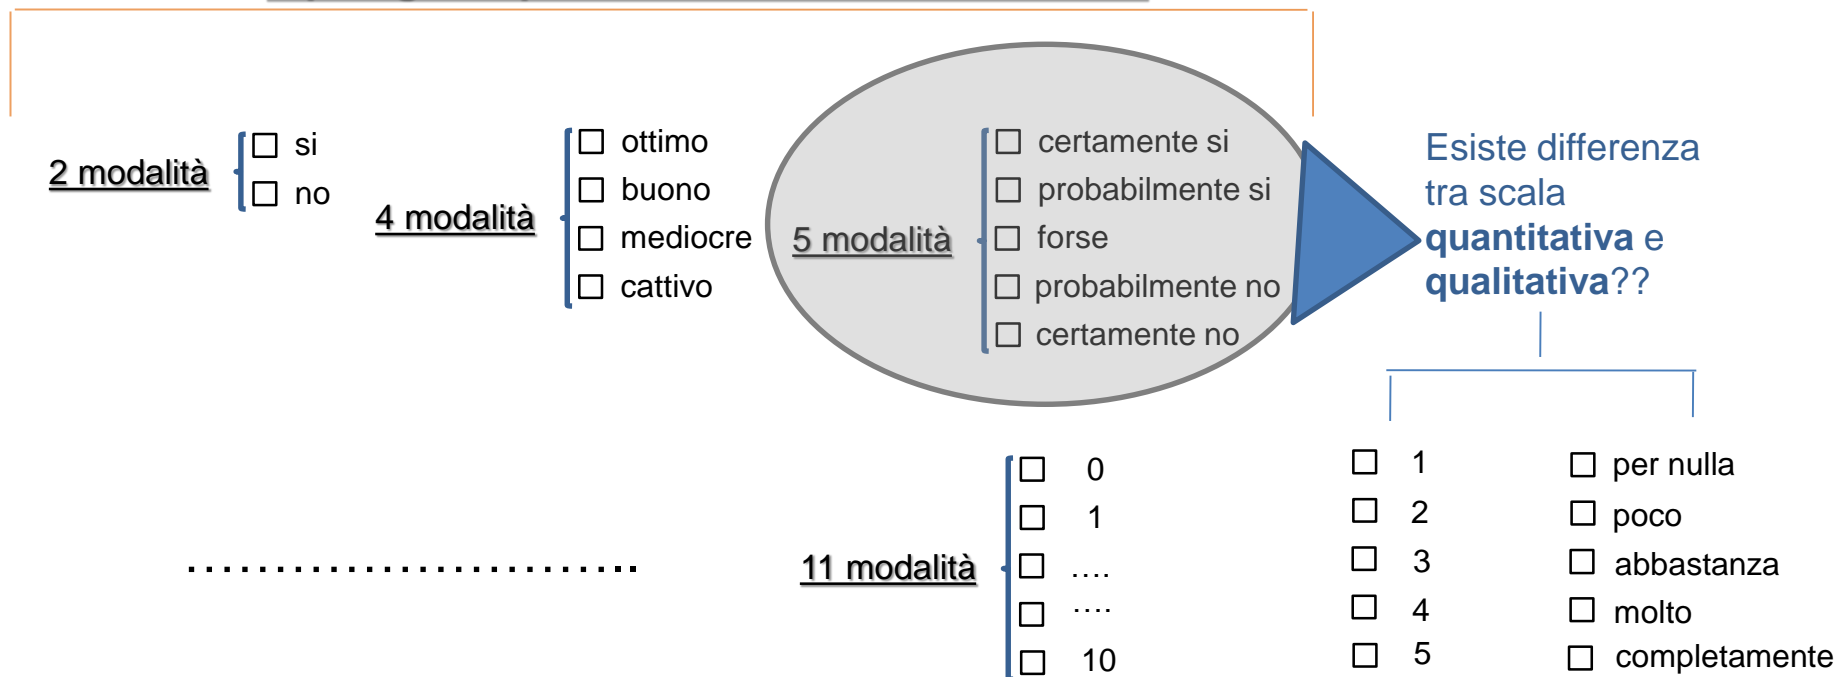 2 modalità
si
no
4 modalità
ottimo
buono
mediocre
cattivo
5 modalità
certamente si
probabilmente si
forse
probabilmente no
certamente no
Esiste differenza
tra scala
quantitativa e
qualitativa??
...........................
11 modalità
0
1
....
....
10
1
2
3
4
5
per nulla
poco
abbastanza
molto
completamente